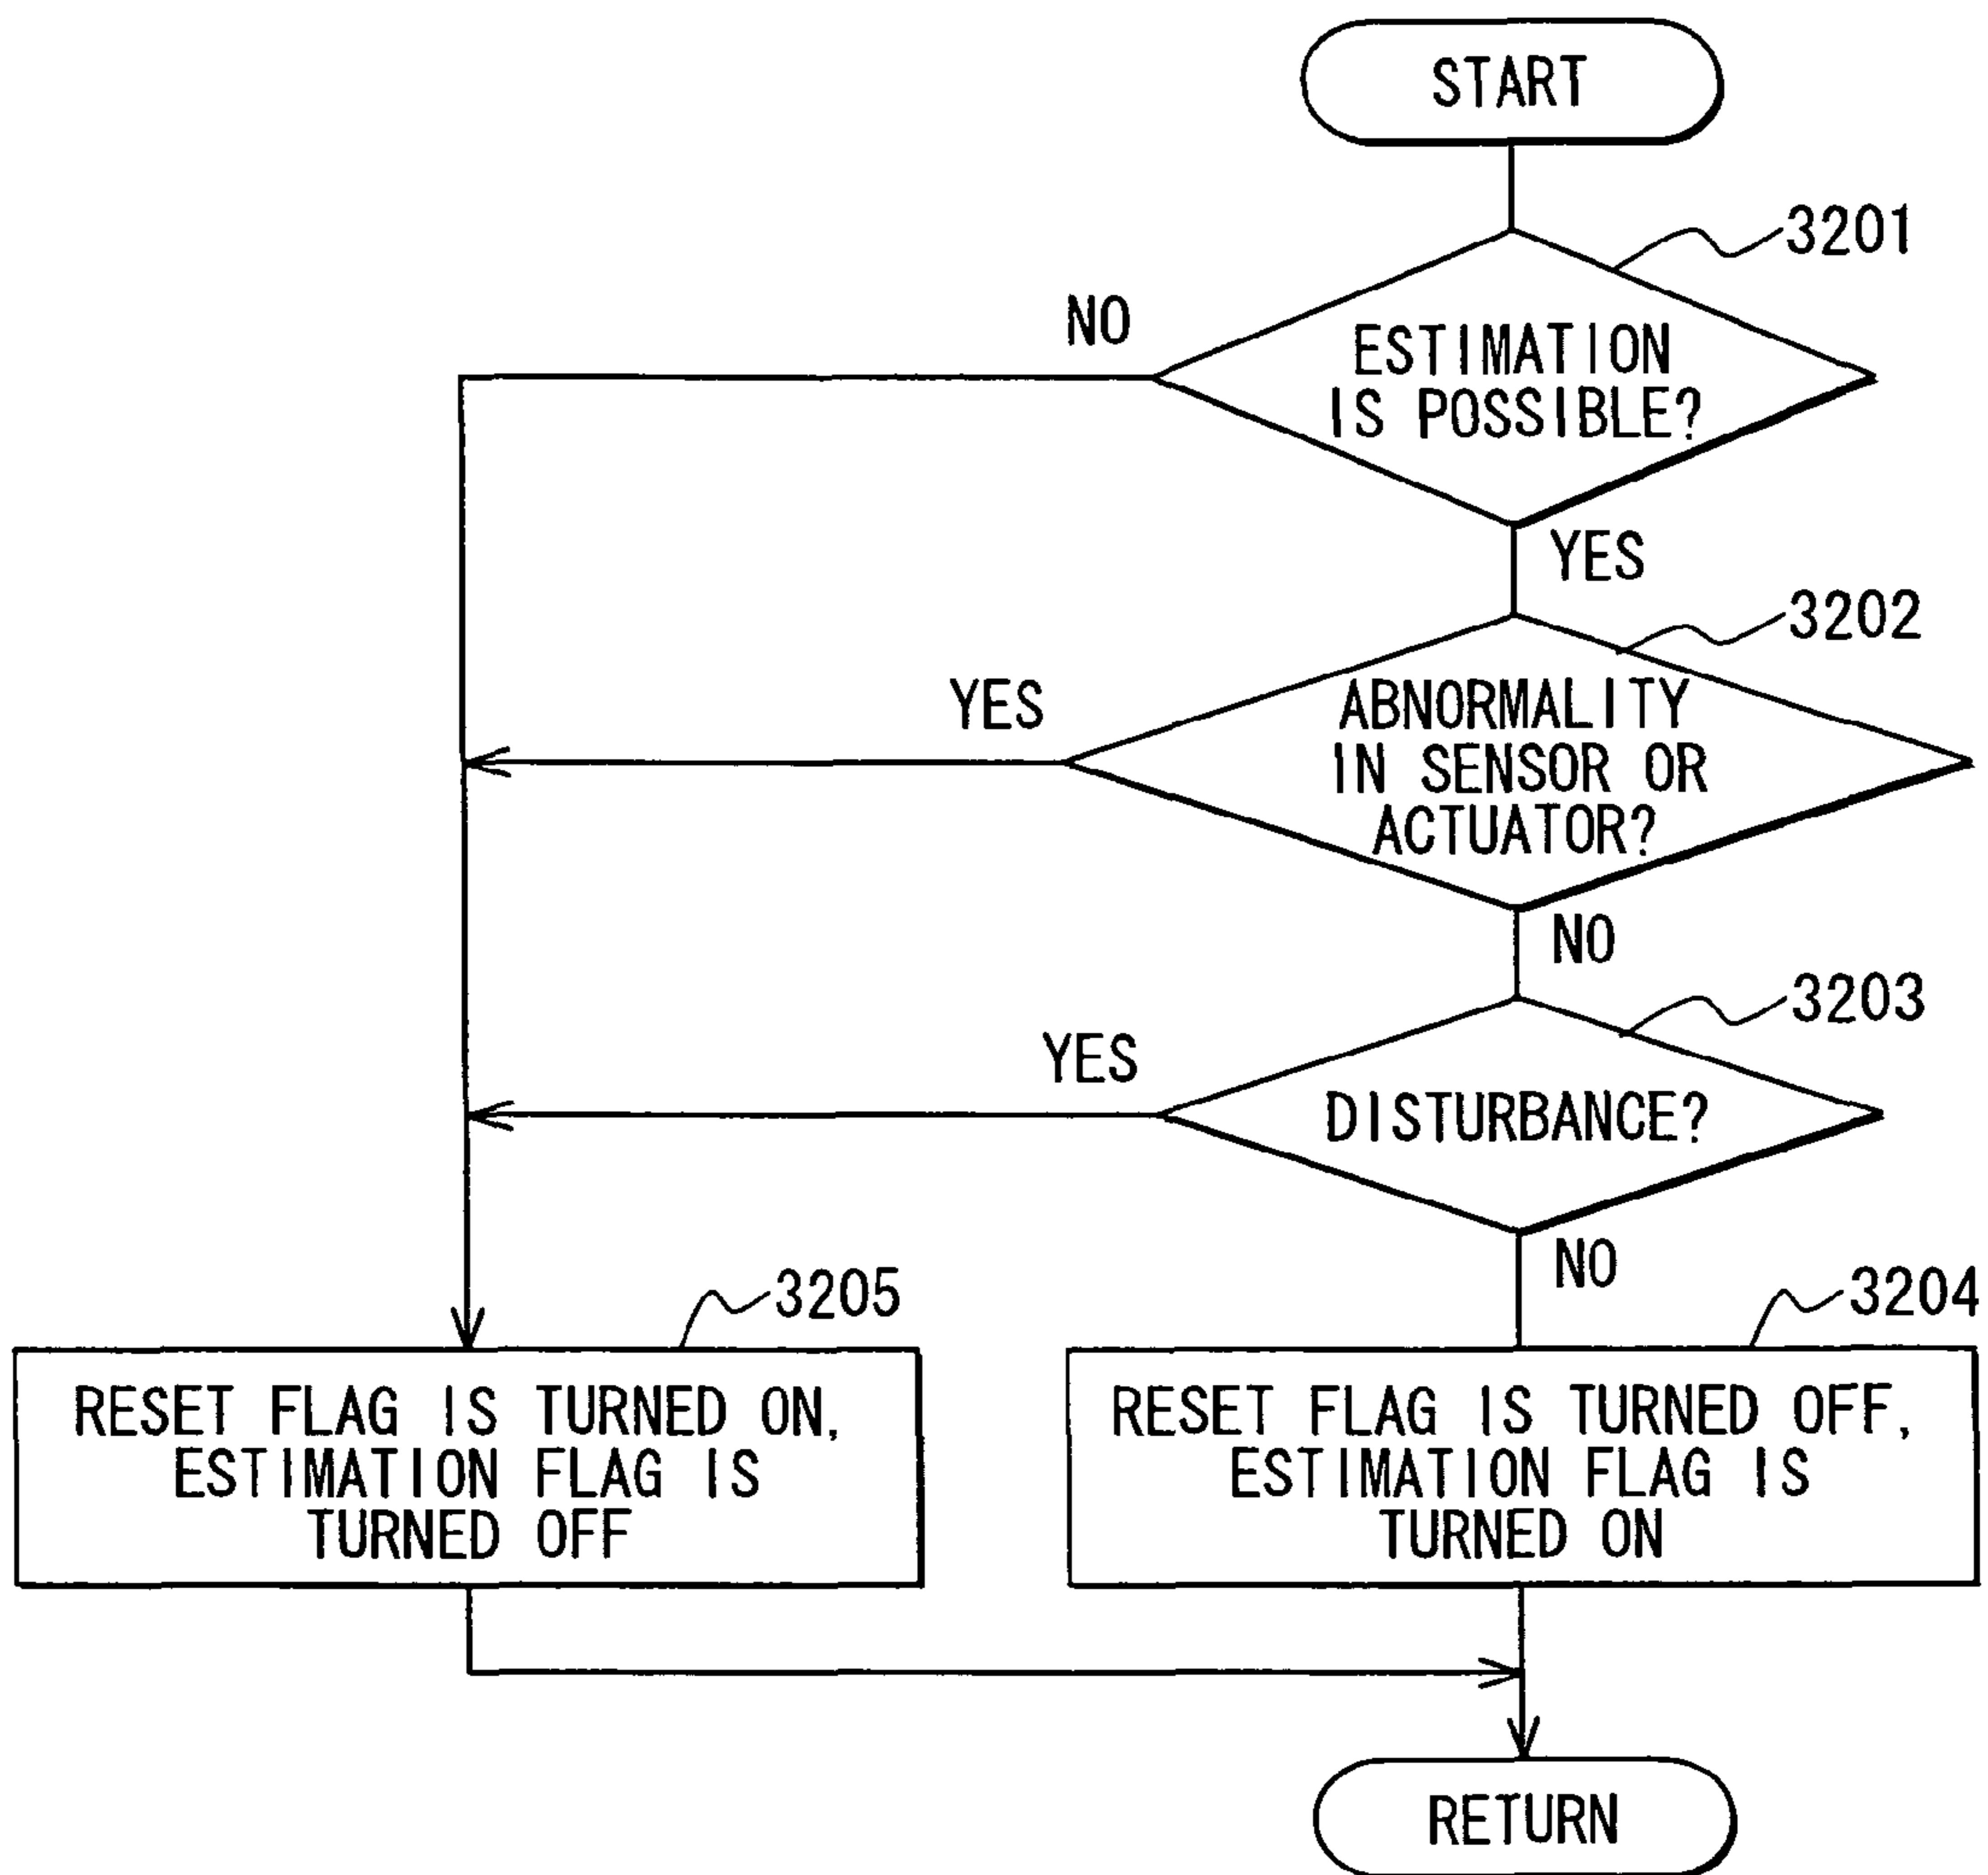 START
3201
NO
ESTIMATION
IS POSSIBLE?
YES
3202
YES
ABNORMALITY
IN SENSOR OR
ACTUATOR?
NO
3203
YES
DISTURBANCE?
NO
3205
3204
RESET FLAG IS TURNED ON,
ESTIMATION FLAG IS
TURNED OFF
RESET FLAG IS TURNED OFF,
ESTIMATION FLAG IS
TURNED ON
RETURN